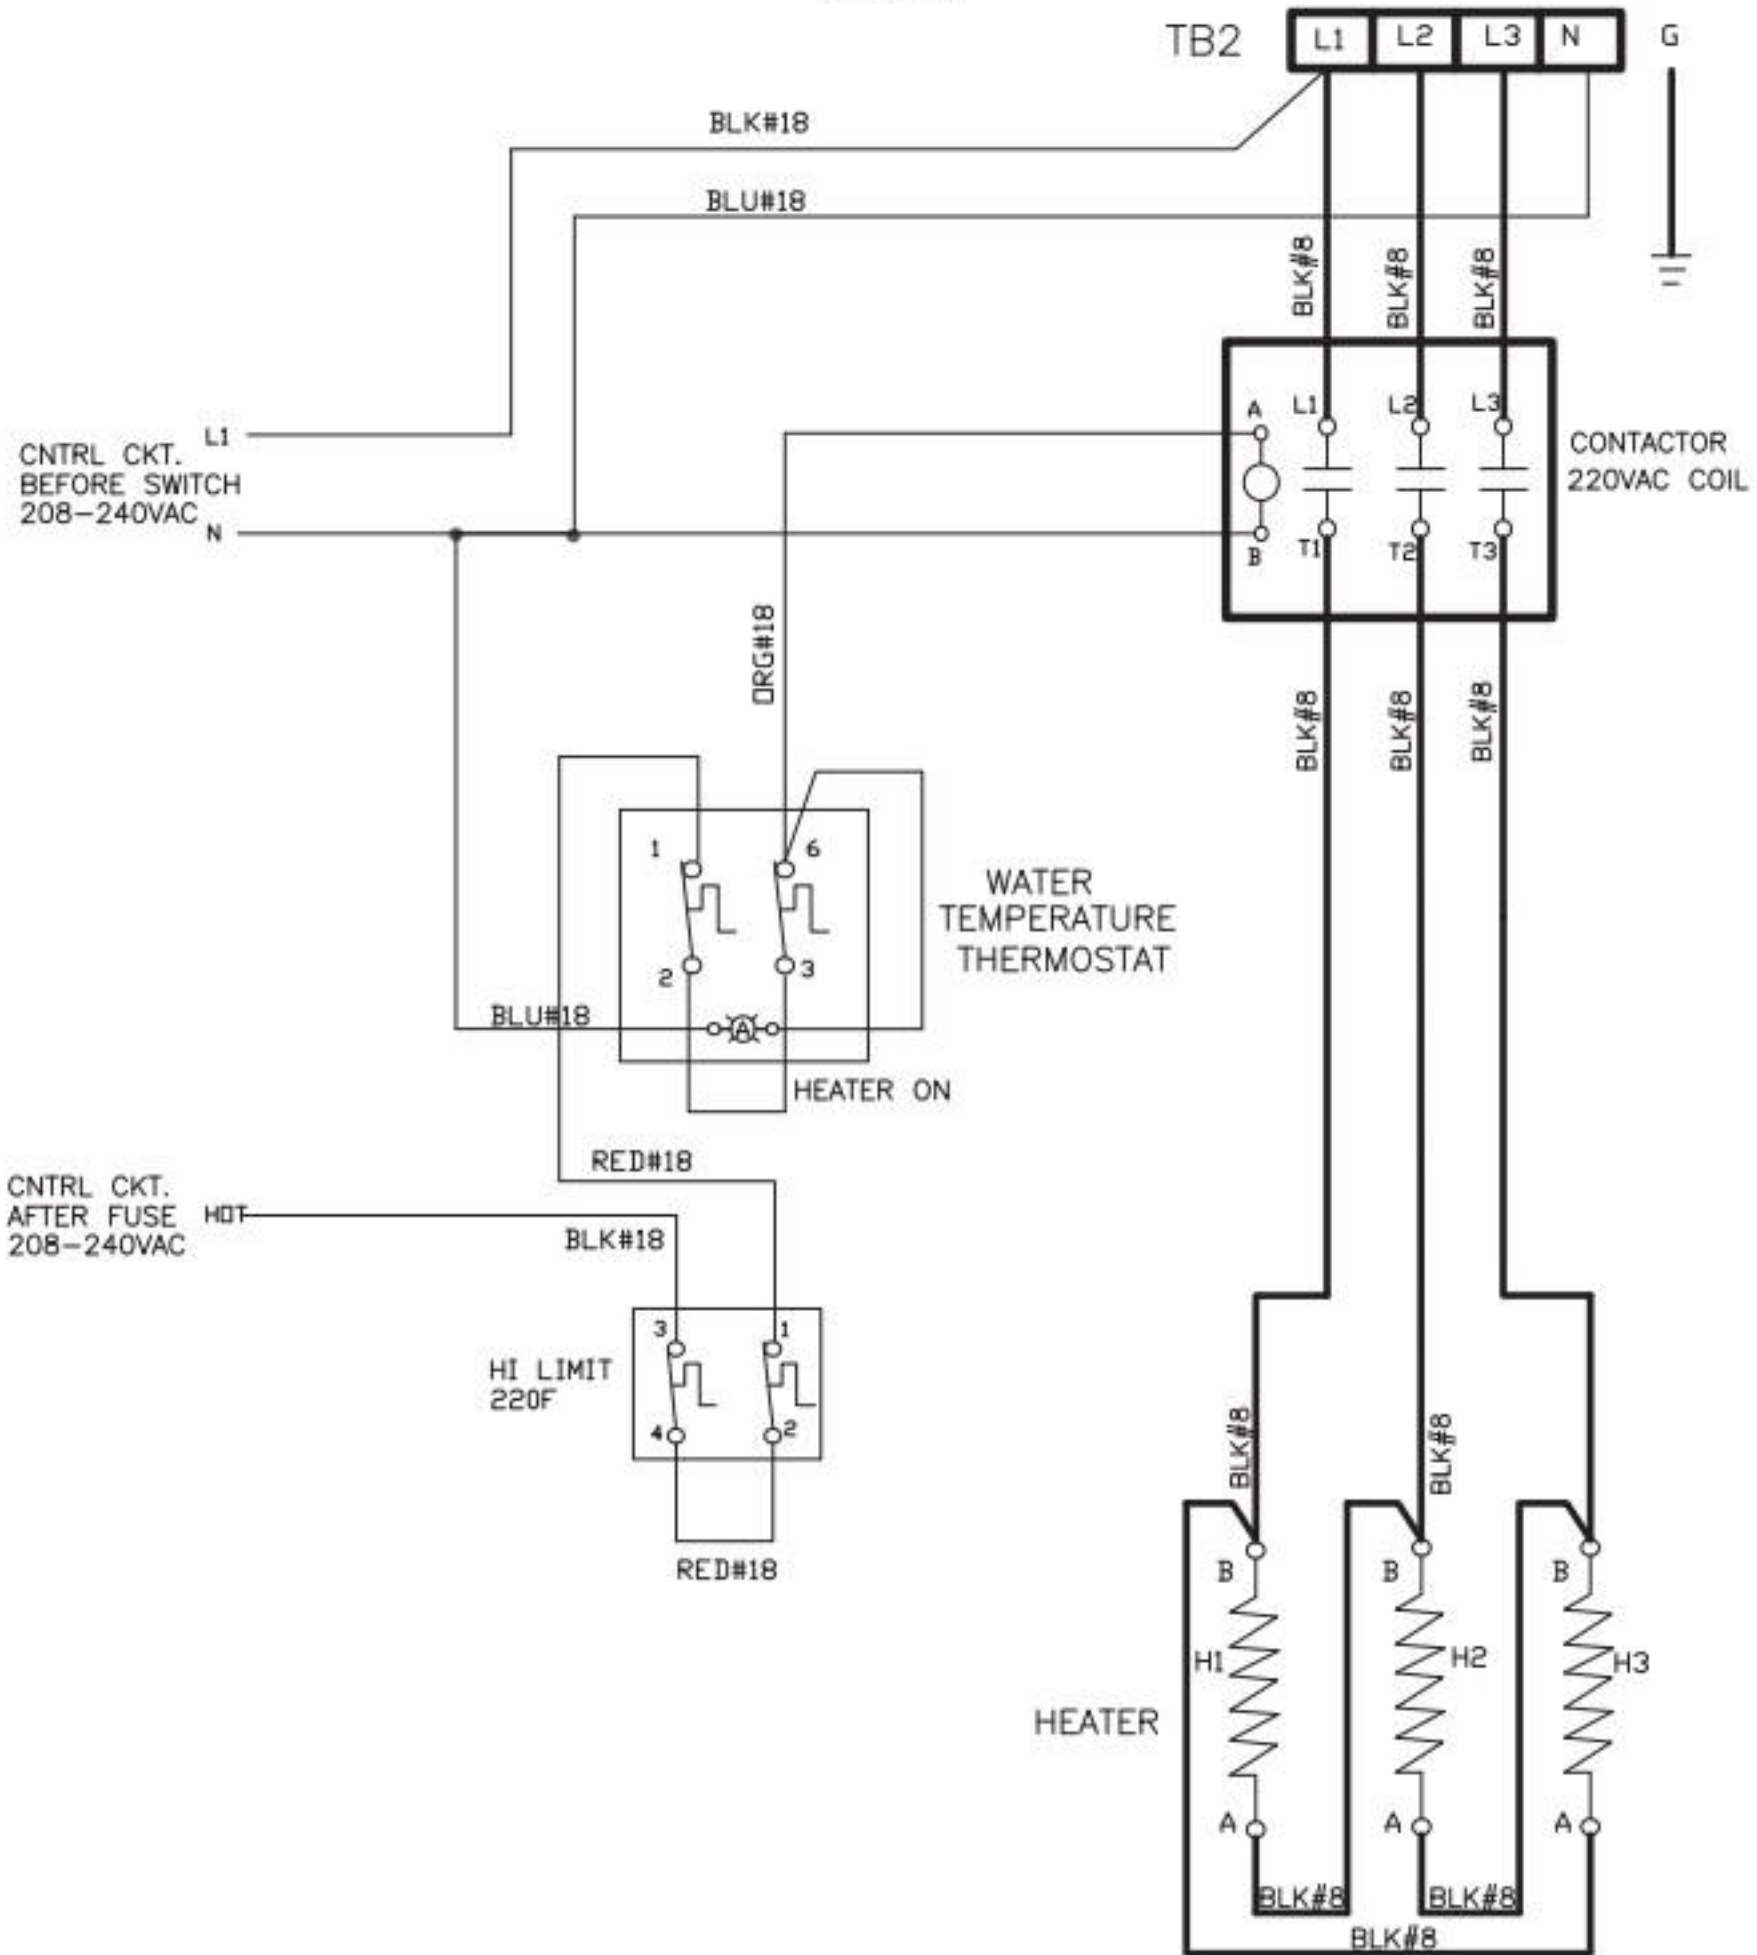 TB2
L1
L2
L3
N
G
BLK#18
BLU#18
BLK#8
BLK#8
BLK#8
CNTRL CKT.
BEFORE SWITCH
208-240VAC
L1
N
A
L1
L2
L3
B
T1
T2
T3
CONTACTOR
220VAC COIL
ORG#18
BLK#8
BLK#8
BLK#8
1
6
2
3
WATER
TEMPERATURE
THERMOSTAT
BLU#18
A
HEATER ON
RED#18
CNTRL CKT.
AFTER FUSE
208-240VAC
HOT
BLK#18
3
1
HI LIMIT
220F
4
2
RED#18
BLK#8
BLK#8
B
B
B
H1
H2
H3
HEATER
A
A
A
BLK#8
BLK#8
BLK#8